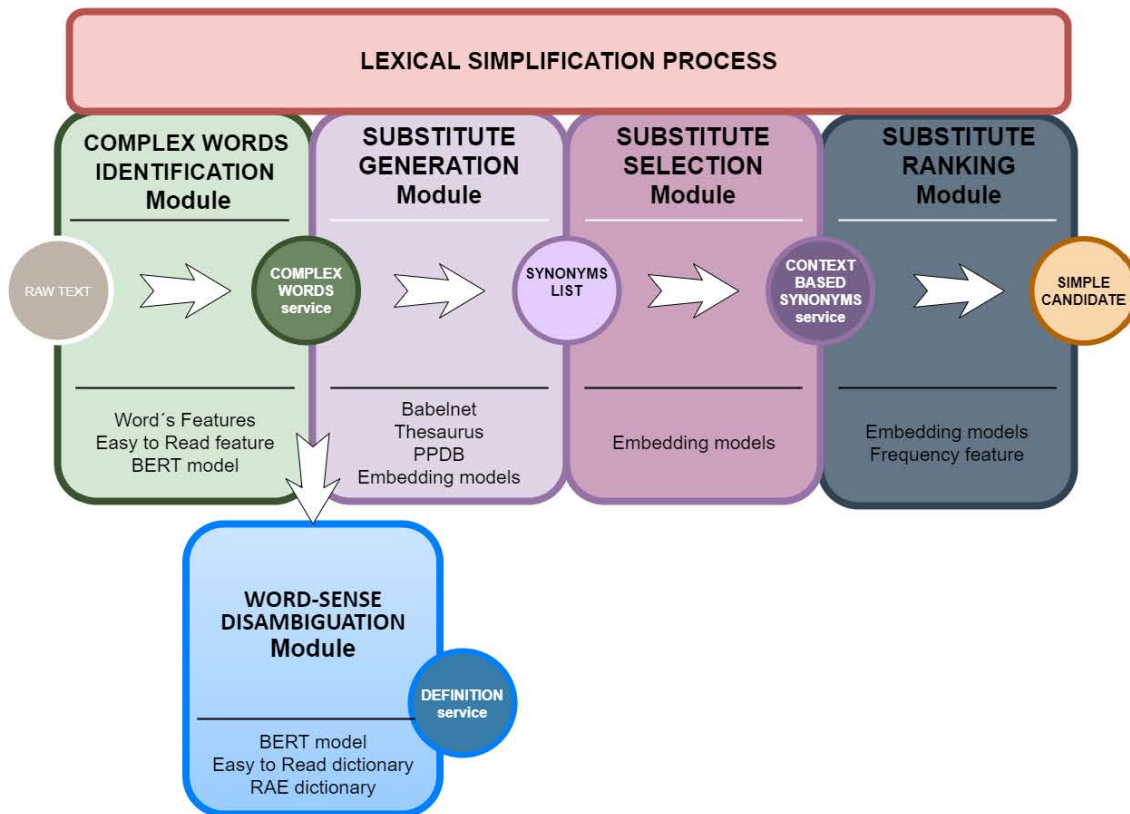 LEXICAL SIMPLIFICATION PROCESS
COMPLEX WORDS
IDENTIFICATION
Module
SUBSTITUTE
GENERATION
Module
SUBSTITUTE
SELECTION
Module
SUBSTITUTE
RANKING
Module
RAW TEXT
COMPLEX
WORDS
service
SYNONYMS
LIST
CONTEXT
BASED
SYNONYMS
service
SIMPLE
CANDIDATE
Word´s Features
Easy to Read feature
BERT model
Babelnet
Thesaurus
PPDB
Embedding models
Embedding models
Embedding models
Frequency feature
WORD-SENSE
DISAMBIGUATION
Module
DEFINITION
service
BERT model
Easy to Read dictionary
RAE dictionary